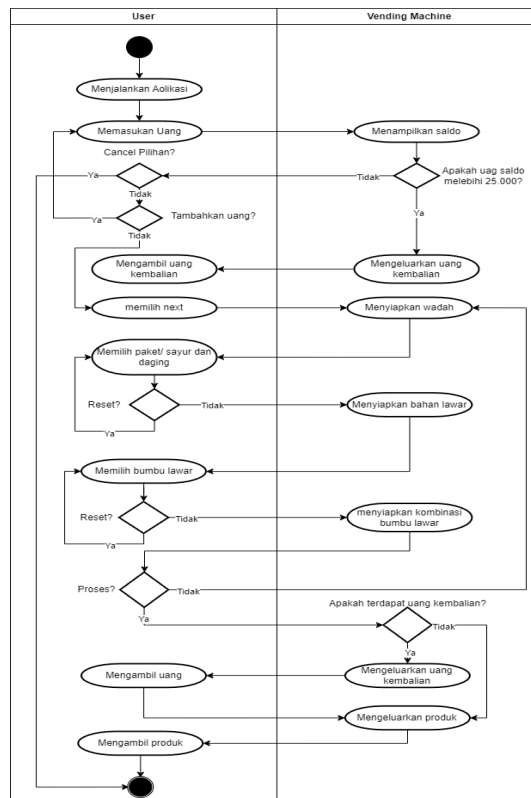 User
Vending Machine
Menjalankan Aolikasi
Memasukan Uang
Menampilkan saldo
Cancel Pilihan?
Ya
Tidak
Apakah uag saldo
melebihi 25.000?
Tidak
Ya
Tambahkan uang?
Ya
Tidak
Mengambil uang
kembalian
Mengeluarkan uang
kembalian
memilih next
Menyiapkan wadah
Memilih paket/ sayur dan
daging
Reset?
Tidak
Menyiapkan bahan lawar
Ya
Memilih bumbu lawar
Reset?
Tidak
menyiapkan kombinasi
bumbu lawar
Ya
Proses?
Tidak
Apakah terdapat uang kembalian?
Ya
Tidak
Ya
Mengambil uang
Mengeluarkan uang
kembalian
Mengeluarkan produk
Mengambil produk